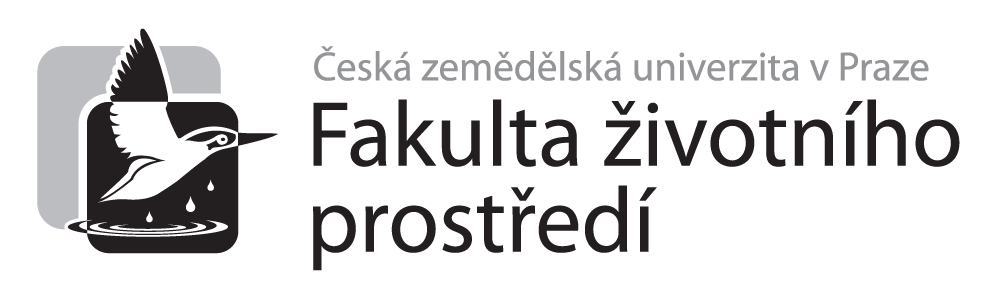 Česká zemědělská univerzita v Praze
Fakulta životního
prostředí